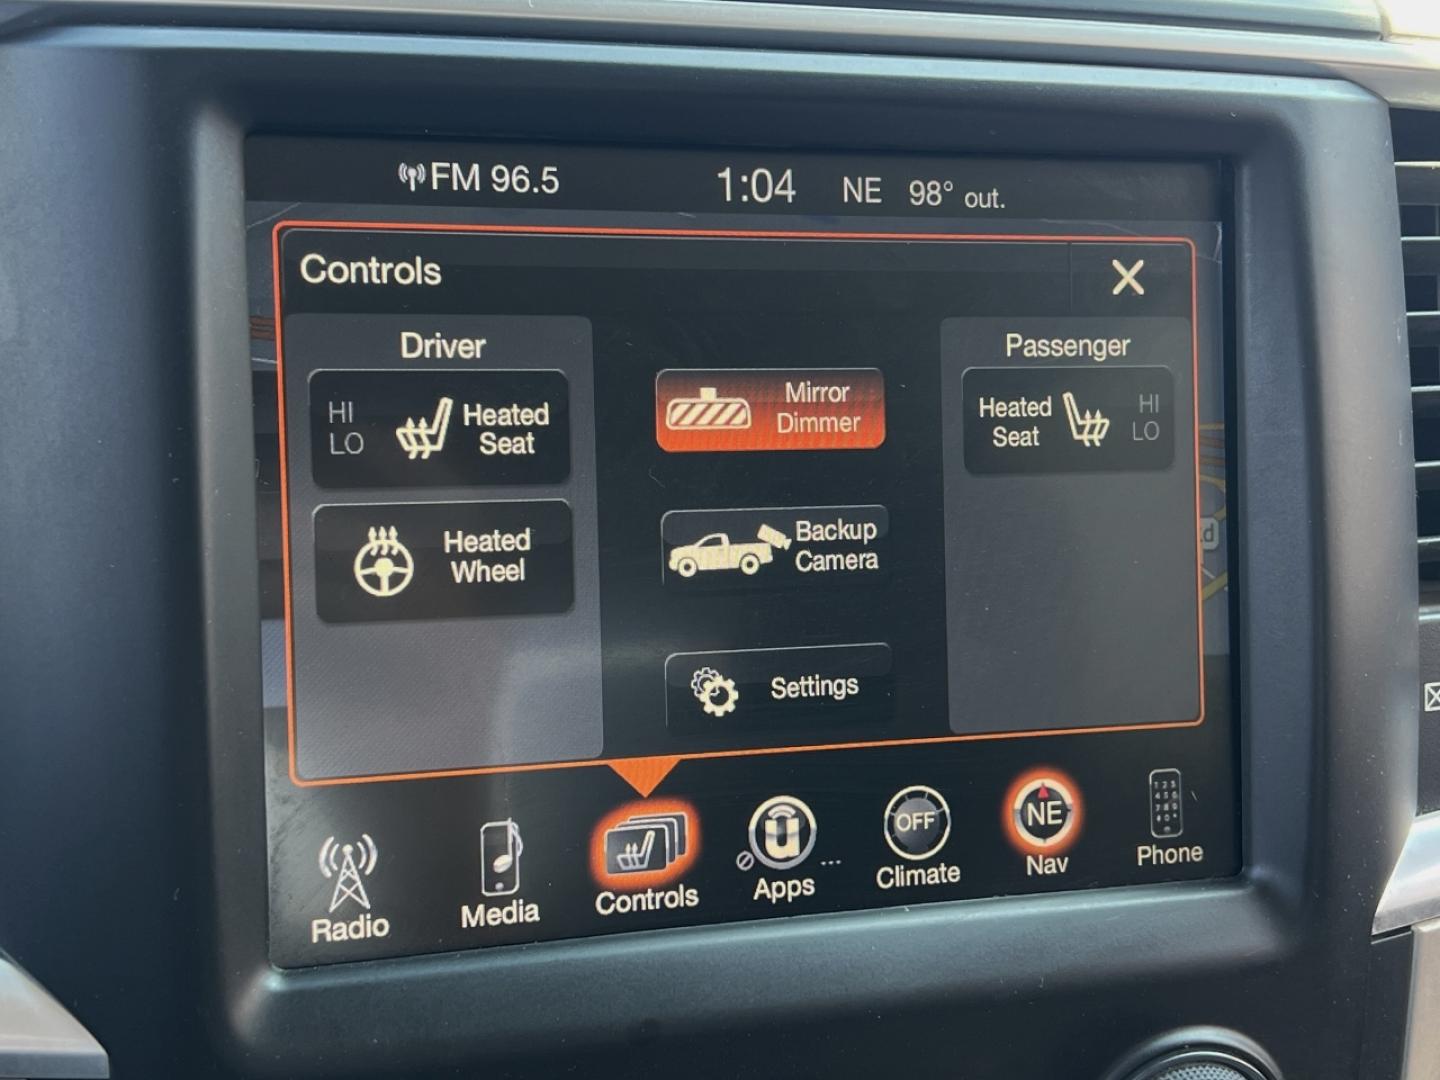 FM 96.5 1:04 NE 98° out.
Controls X
Driver
Passenger
HI
LO
Heated
Seat
Mirror
Dimmer
Heated
Seat
HI
LO
Heated
Wheel
Backup
Camera
Settings
d
Radio
Media
Controls
Apps
OFF
Climate
NE
Nav
Phone